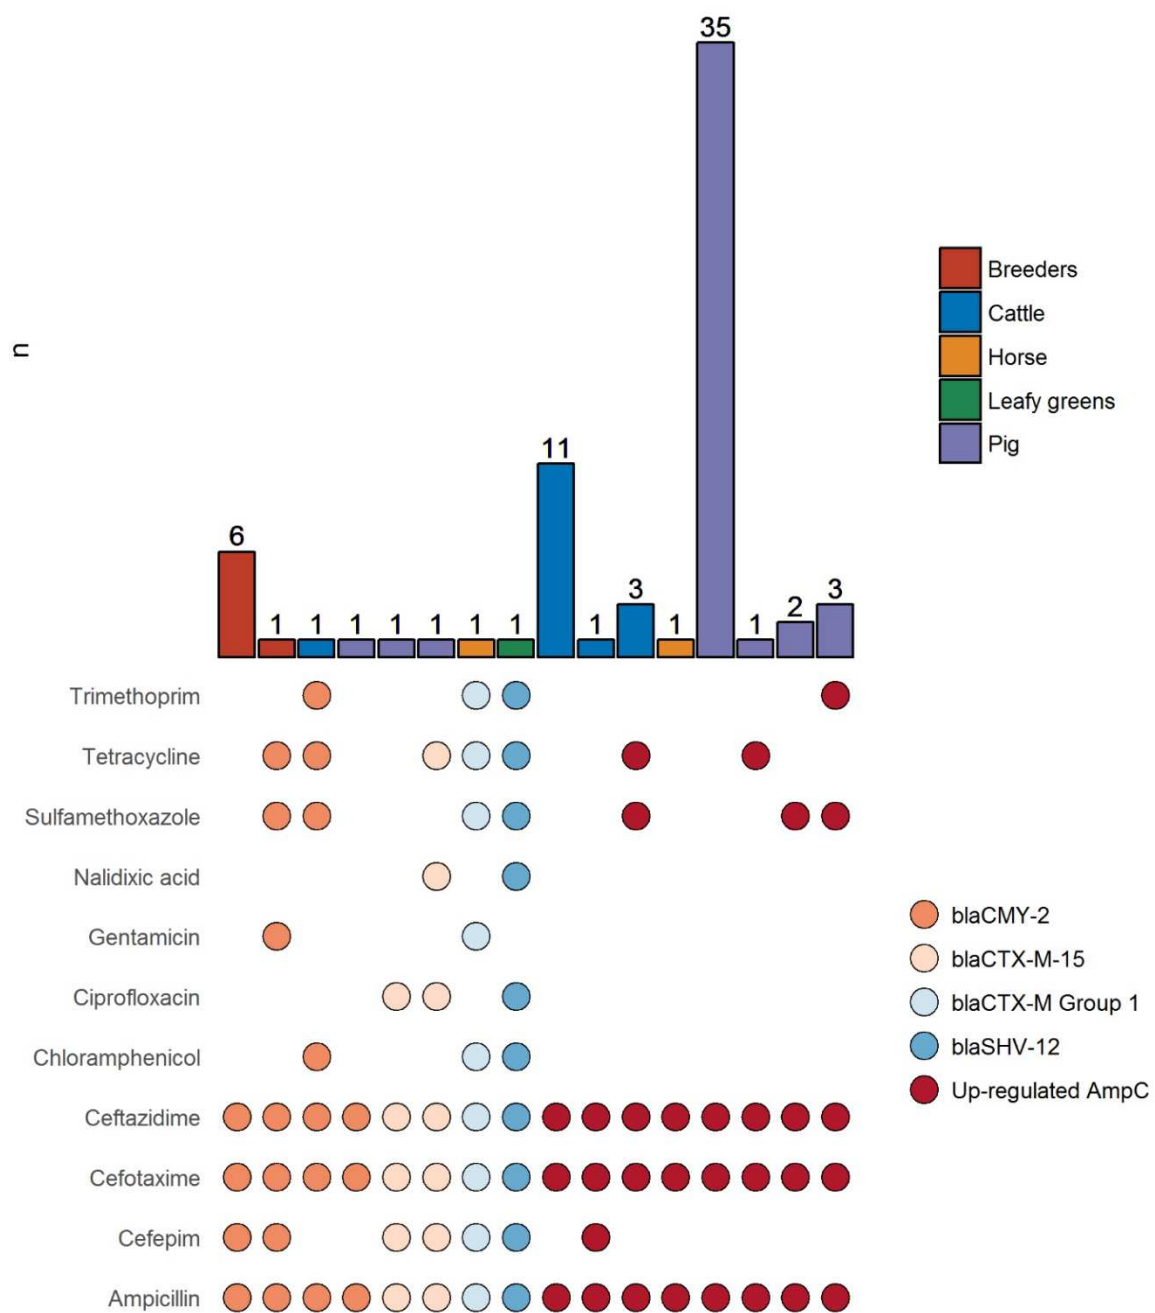 35
11
6
1
1
1
1
1
1
1
1
3
1
1
2
3
n
Breeders
Cattle
Horse
Leafy greens
Pig
Trimethoprim
Tetracycline
Sulfamethoxazole
Nalidixic acid
Gentamicin
Ciprofloxacin
Chloramphenicol
Ceftazidime
Cefotaxime
Cefepim
Ampicillin
blaCMY-2
blaCTX-M-15
blaCTX-M Group 1
blaSHV-12
Up-regulated AmpC